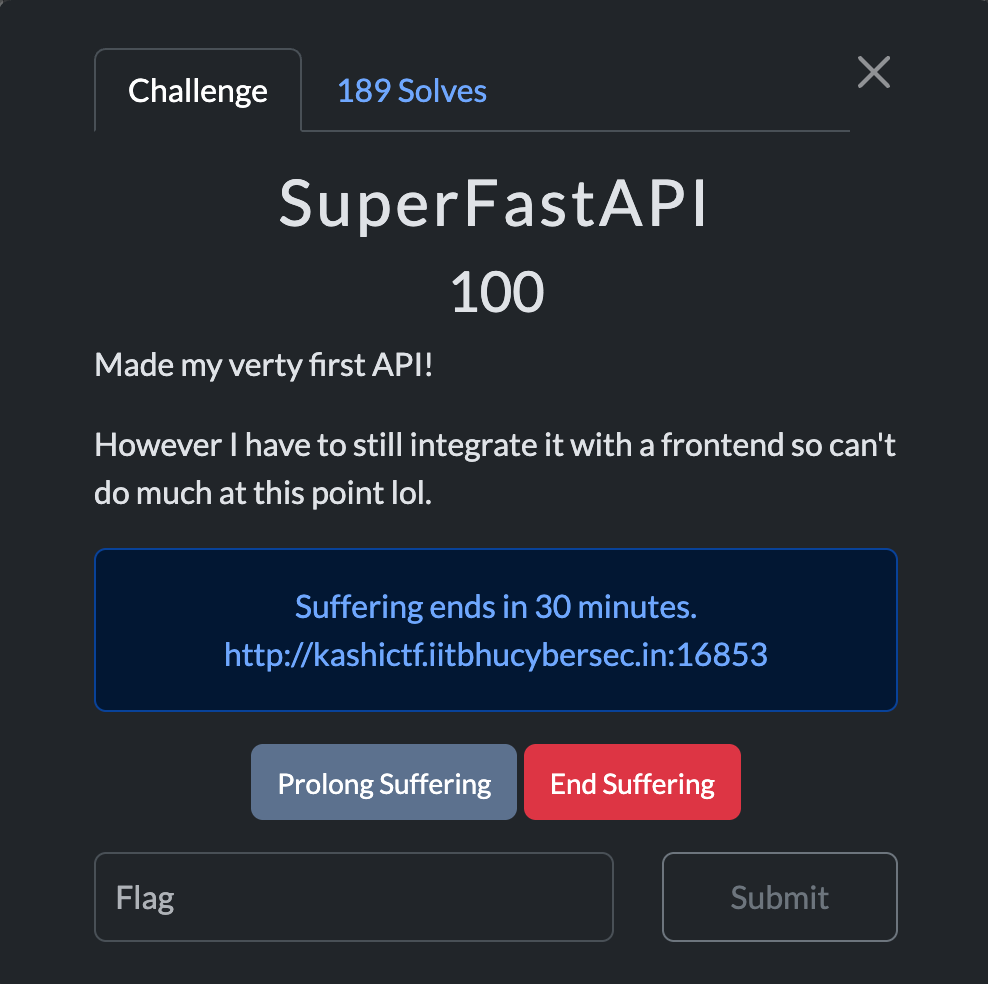 Challenge
189 Solves
SuperFastAPI
100
Made my verty first API!
However I have to still integrate it with a frontend so can't
do much at this point lol.
Suffering ends in 30 minutes.
http://kashictf.iitbhucybersec.in:16853
Prolong Suffering
End Suffering
Flag
Submit